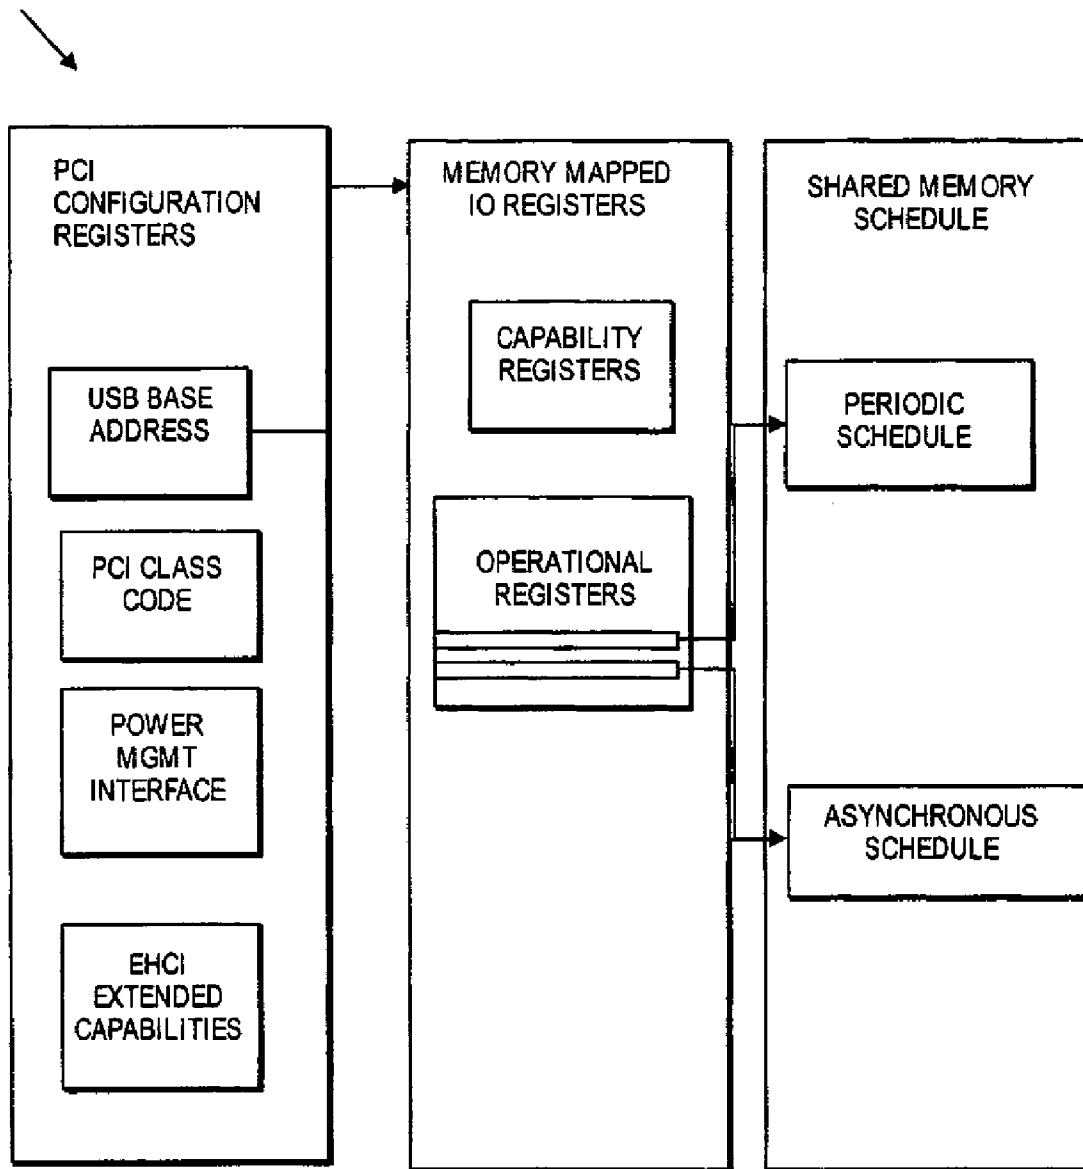 PCI
CONFIGURATION
REGISTERS
USB BASE
ADDRESS
PCI CLASS
CODE
POWER
MGMT
INTERFACE
EHCI
EXTENDED
CAPABILITIES
MEMORY MAPPED
IO REGISTERS
CAPABILITY
REGISTERS
OPERATIONAL
REGISTERS
SHARED MEMORY
SCHEDULE
PERIODIC
SCHEDULE
ASYNCHRONOUS
SCHEDULE